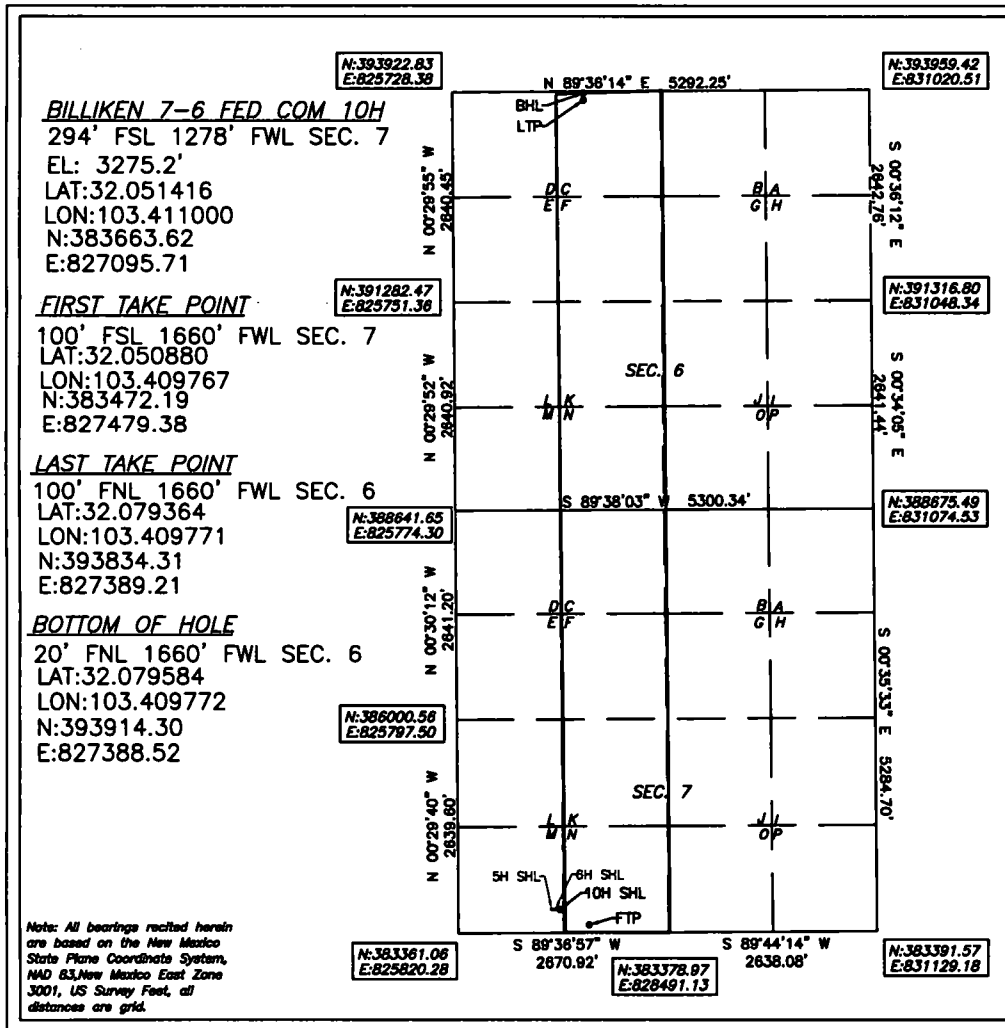 N:393922.83
E:825728.38
N 89°36'14" E 5292.25'
N:393959.42
E:831020.51
BILLIKEN 7-6 FED COM 10H
294' FSL 1278' FWL SEC. 7
EL: 3275.2'
LAT:32.051416
LON:103.411000
N:383663.62
E:827095.71
FIRST TAKE POINT
100' FSL 1660' FWL SEC. 7
LAT:32.050880
LON:103.409767
N:383472.19
E:827479.38
LAST TAKE POINT
100' FNL 1660' FWL SEC. 6
LAT:32.079364
LON:103.409771
N:393834.31
E:827389.21
BOTTOM OF HOLE
20' FNL 1660' FWL SEC. 6
LAT:32.079584
LON:103.409772
N:393914.30
E:827388.52
Note: All bearings recited herein
are based on the New Mexico
State Plane Coordinate System,
NAD 83,New Mexico East Zone
3001, US Survey Feet, all
distances are grid.
BHL
LTP
N 00°29'55" W
2640.45'
D C
E F
B A
G H
S 00°36'12" E
2642.76'
N:391282.47
E:825751.36
N:391316.80
E:831048.34
SEC. 6
N 00°29'52" W
2640.92'
L K
M N
J I
O P
S 00°34'05" E
2641.44'
N:388641.65
E:825774.30
S 89°38'03" W 5300.34'
N:388675.49
E:831074.53
N 00°30'12" W
2641.20'
D C
E F
B A
G H
S 00°35'33" E 5284.70'
N:386000.56
E:825797.50
SEC. 7
N 00°29'40" W
2639.60'
L K
M N
J I
O P
5H SHL
6H SHL
10H SHL
FTP
N:383361.06
E:825820.28
S 89°36'57" W
2670.92'
N:383378.97
E:828491.13
S 89°44'14" W
2638.08'
N:383391.57
E:831129.18